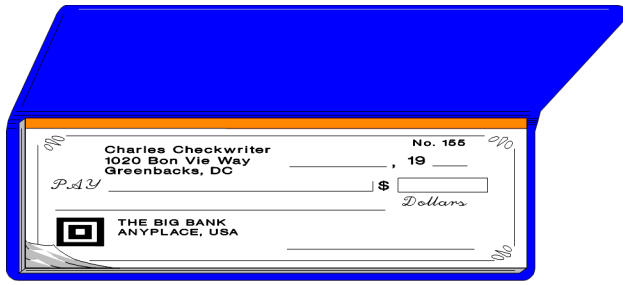 No. 155
Charles Checkwriter
1020 Bon Vie Way , 19
Greenbacks, DC
PAY $
Dollars
THE BIG BANK
ANYPLACE, USA